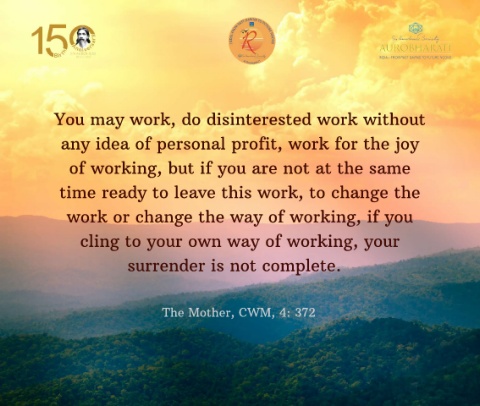 150
AUROBHARATI
You may work, do disinterested work without
any idea of personal profit, work for the joy
of working, but if you are not at the same
time ready to leave this work, to change the
work or change the way of working, if you
cling to your own way of working, your
surrender is not complete.
The Mother, CWM, 4: 372